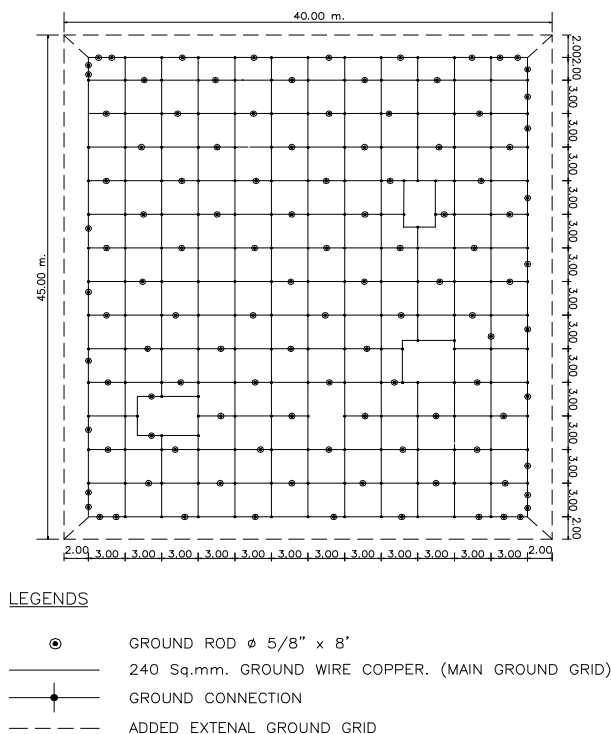 40.00 m.
45.00 m.
2.00
2.00
3.00
3.00
3.00
3.00
3.00
3.00
3.00
3.00
3.00
3.00
3.00
3.00
3.00
2.00
2.00 3.00 3.00 3.00 3.00 3.00 3.00 3.00 3.00 3.00 3.00 3.00 3.00 2.00
LEGENDS
GROUND ROD ø 5/8" x 8'
240 Sq.mm. GROUND WIRE COPPER. (MAIN GROUND GRID)
GROUND CONNECTION
ADDED EXTENAL GROUND GRID